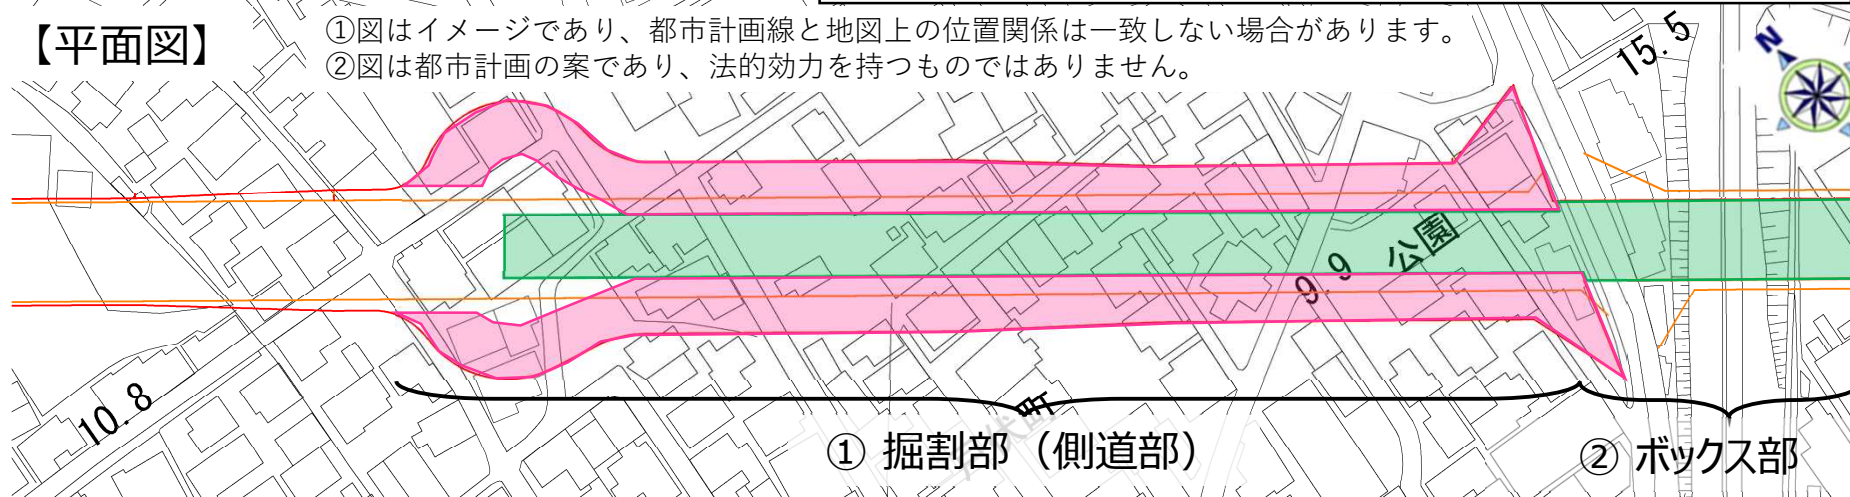 【平面図】
①図はイメージであり、都市計画線と地図上の位置関係は一致しない場合があります。
②図は都市計画の案であり、法的効力を持つものではありません。
15.5
N
9.9 公園
10.8
① 掘割部（側道部）
② ボックス部